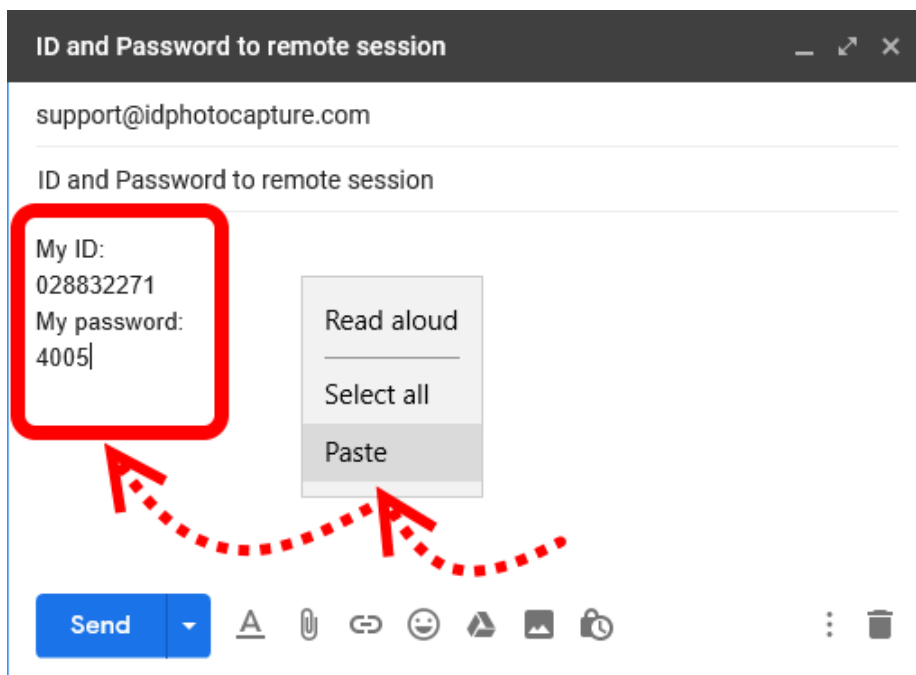 ID and Password to remote session
support@idphotocapture.com
ID and Password to remote session
My ID:
028832271
My password:
4005
Read aloud
Select all
Paste
Send
A